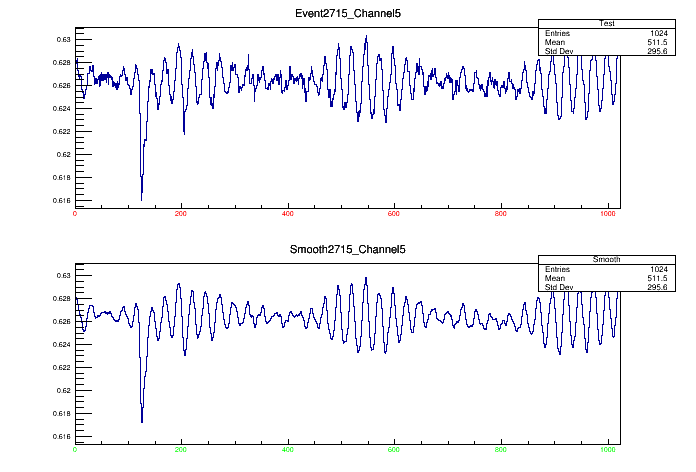 Event2715_Channel5
Test
Entries 1024
Mean 511.5
Std Dev 295.6
0.63
0.628
0.626
0.624
0.622
0.62
0.618
0.616
0 200 400 600 800 1000
Smooth2715_Channel5
Smooth
Entries 1024
Mean 511.5
Std Dev 295.6
0.63
0.628
0.626
0.624
0.622
0.62
0.618
0.616
0 200 400 600 800 1000